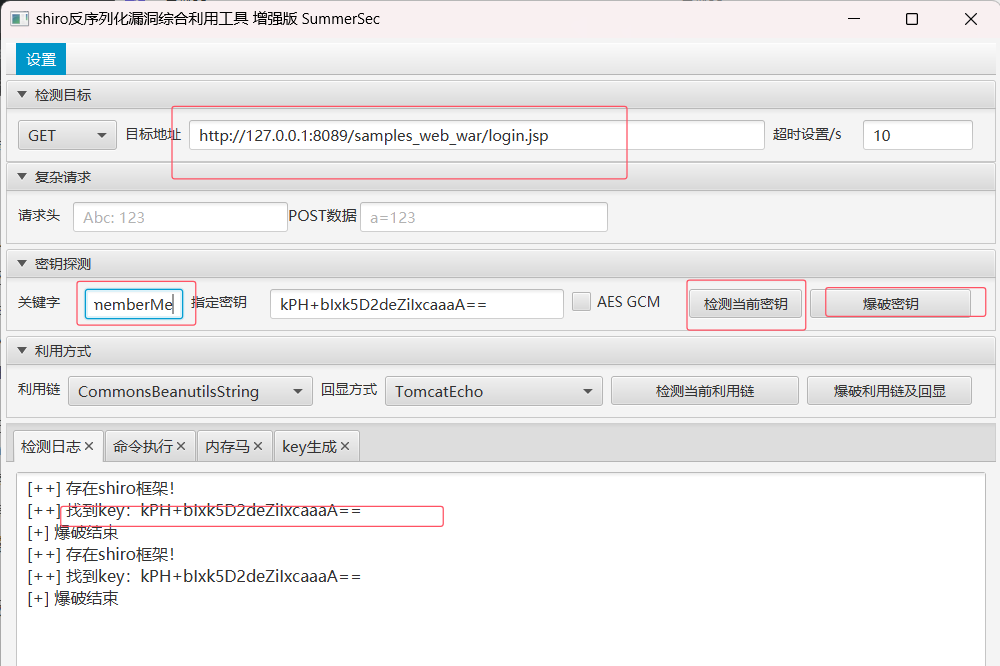 shiro反序列化漏洞综合利用工具 增强版 SummerSec
设置
检测目标
GET 目标地址 http://127.0.0.1:8089/samples_web_war/login.jsp 超时设置/s 10
复杂请求
请求头 Abc: 123 POST数据 a=123
密钥探测
关键字 nemberMe 指定密钥 kPH+bIxk5D2deZiIxcaaaA== AES GCM 检测当前密钥 爆破密钥
利用方式
利用链 CommonsBeanutilsString 回显方式 TomcatEcho 检测当前利用链 爆破利用链及回显
检测日志 命令执行 内存马 key生成
[++] 存在shiro框架!
[++] 找到key：kPH+bIxk5D2deZiIxcaaaA==
[+] 爆破结束
[++] 存在shiro框架!
[++] 找到key：kPH+bIxk5D2deZiIxcaaaA==
[+] 爆破结束